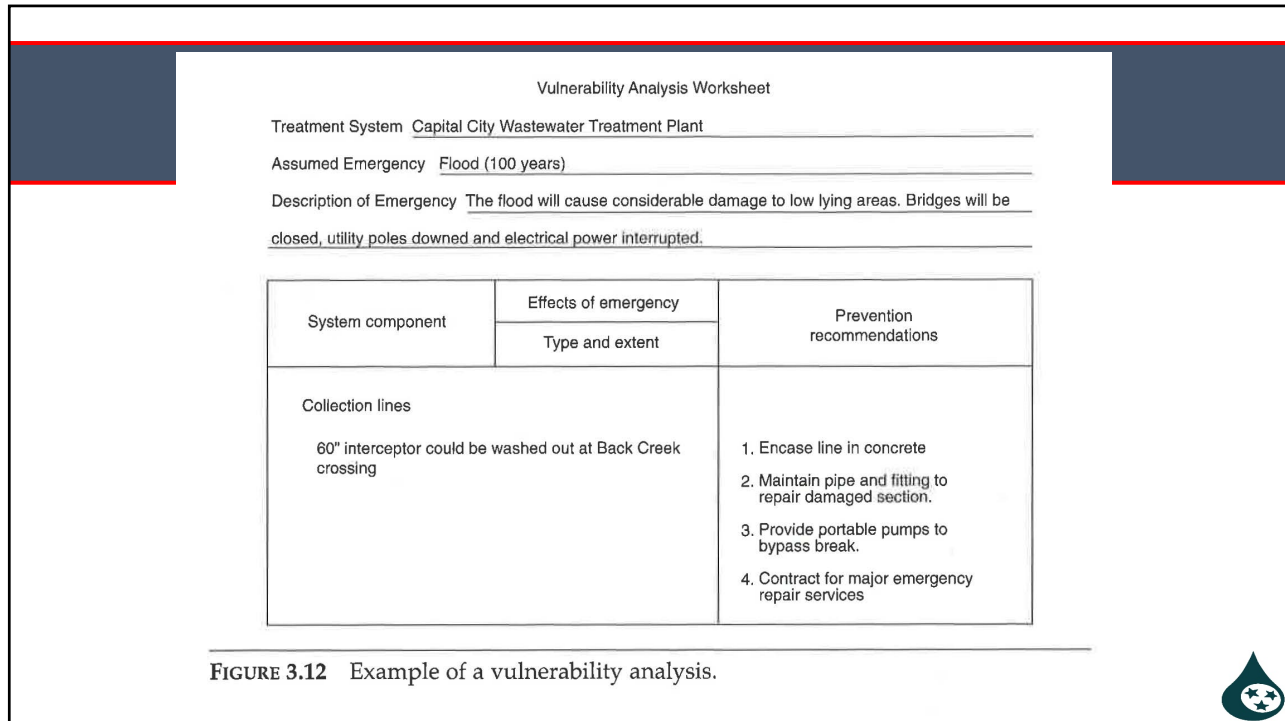 Vulnerability Analysis Worksheet
Treatment System Capital City Wastewater Treatment Plant
Assumed Emergency Flood (100 years)
Description of Emergency The flood will cause considerable damage to low lying areas. Bridges will be
closed, utility poles downed and electrical power interrupted.
System component
Effects of emergency
Type and extent
Prevention
recommendations
Collection lines
60" interceptor could be washed out at Back Creek
crossing
1. Encase line in concrete
2. Maintain pipe and fitting to
repair damaged section.
3. Provide portable pumps to
bypass break.
4. Contract for major emergency
repair services
FIGURE 3.12 Example of a vulnerability analysis.